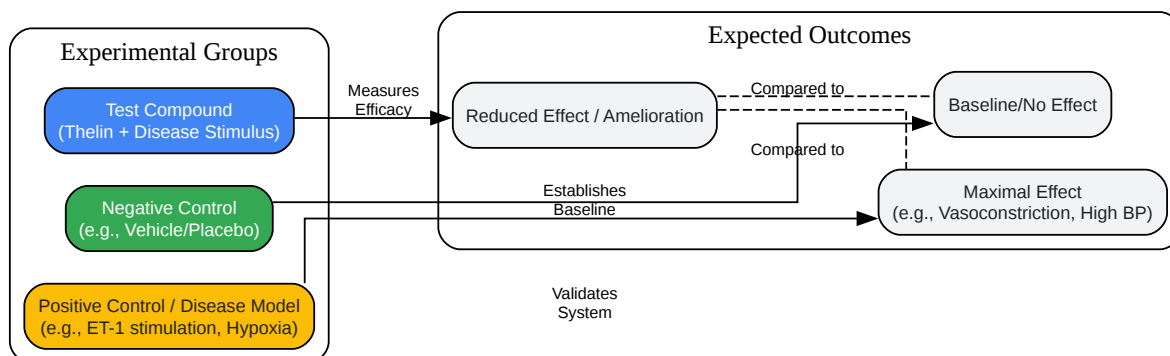 Experimental Groups
Test Compound
(Thelin + Disease Stimulus)
Negative Control
(e.g., Vehicle/Placebo)
Positive Control / Disease Model
(e.g., ET-1 stimulation, Hypoxia)
Measures
Efficacy
Establishes
Baseline
Validates
System
Expected Outcomes
Reduced Effect / Amelioration
Compared to
Compared to
Baseline/No Effect
Maximal Effect
(e.g., Vasoconstriction, High BP)